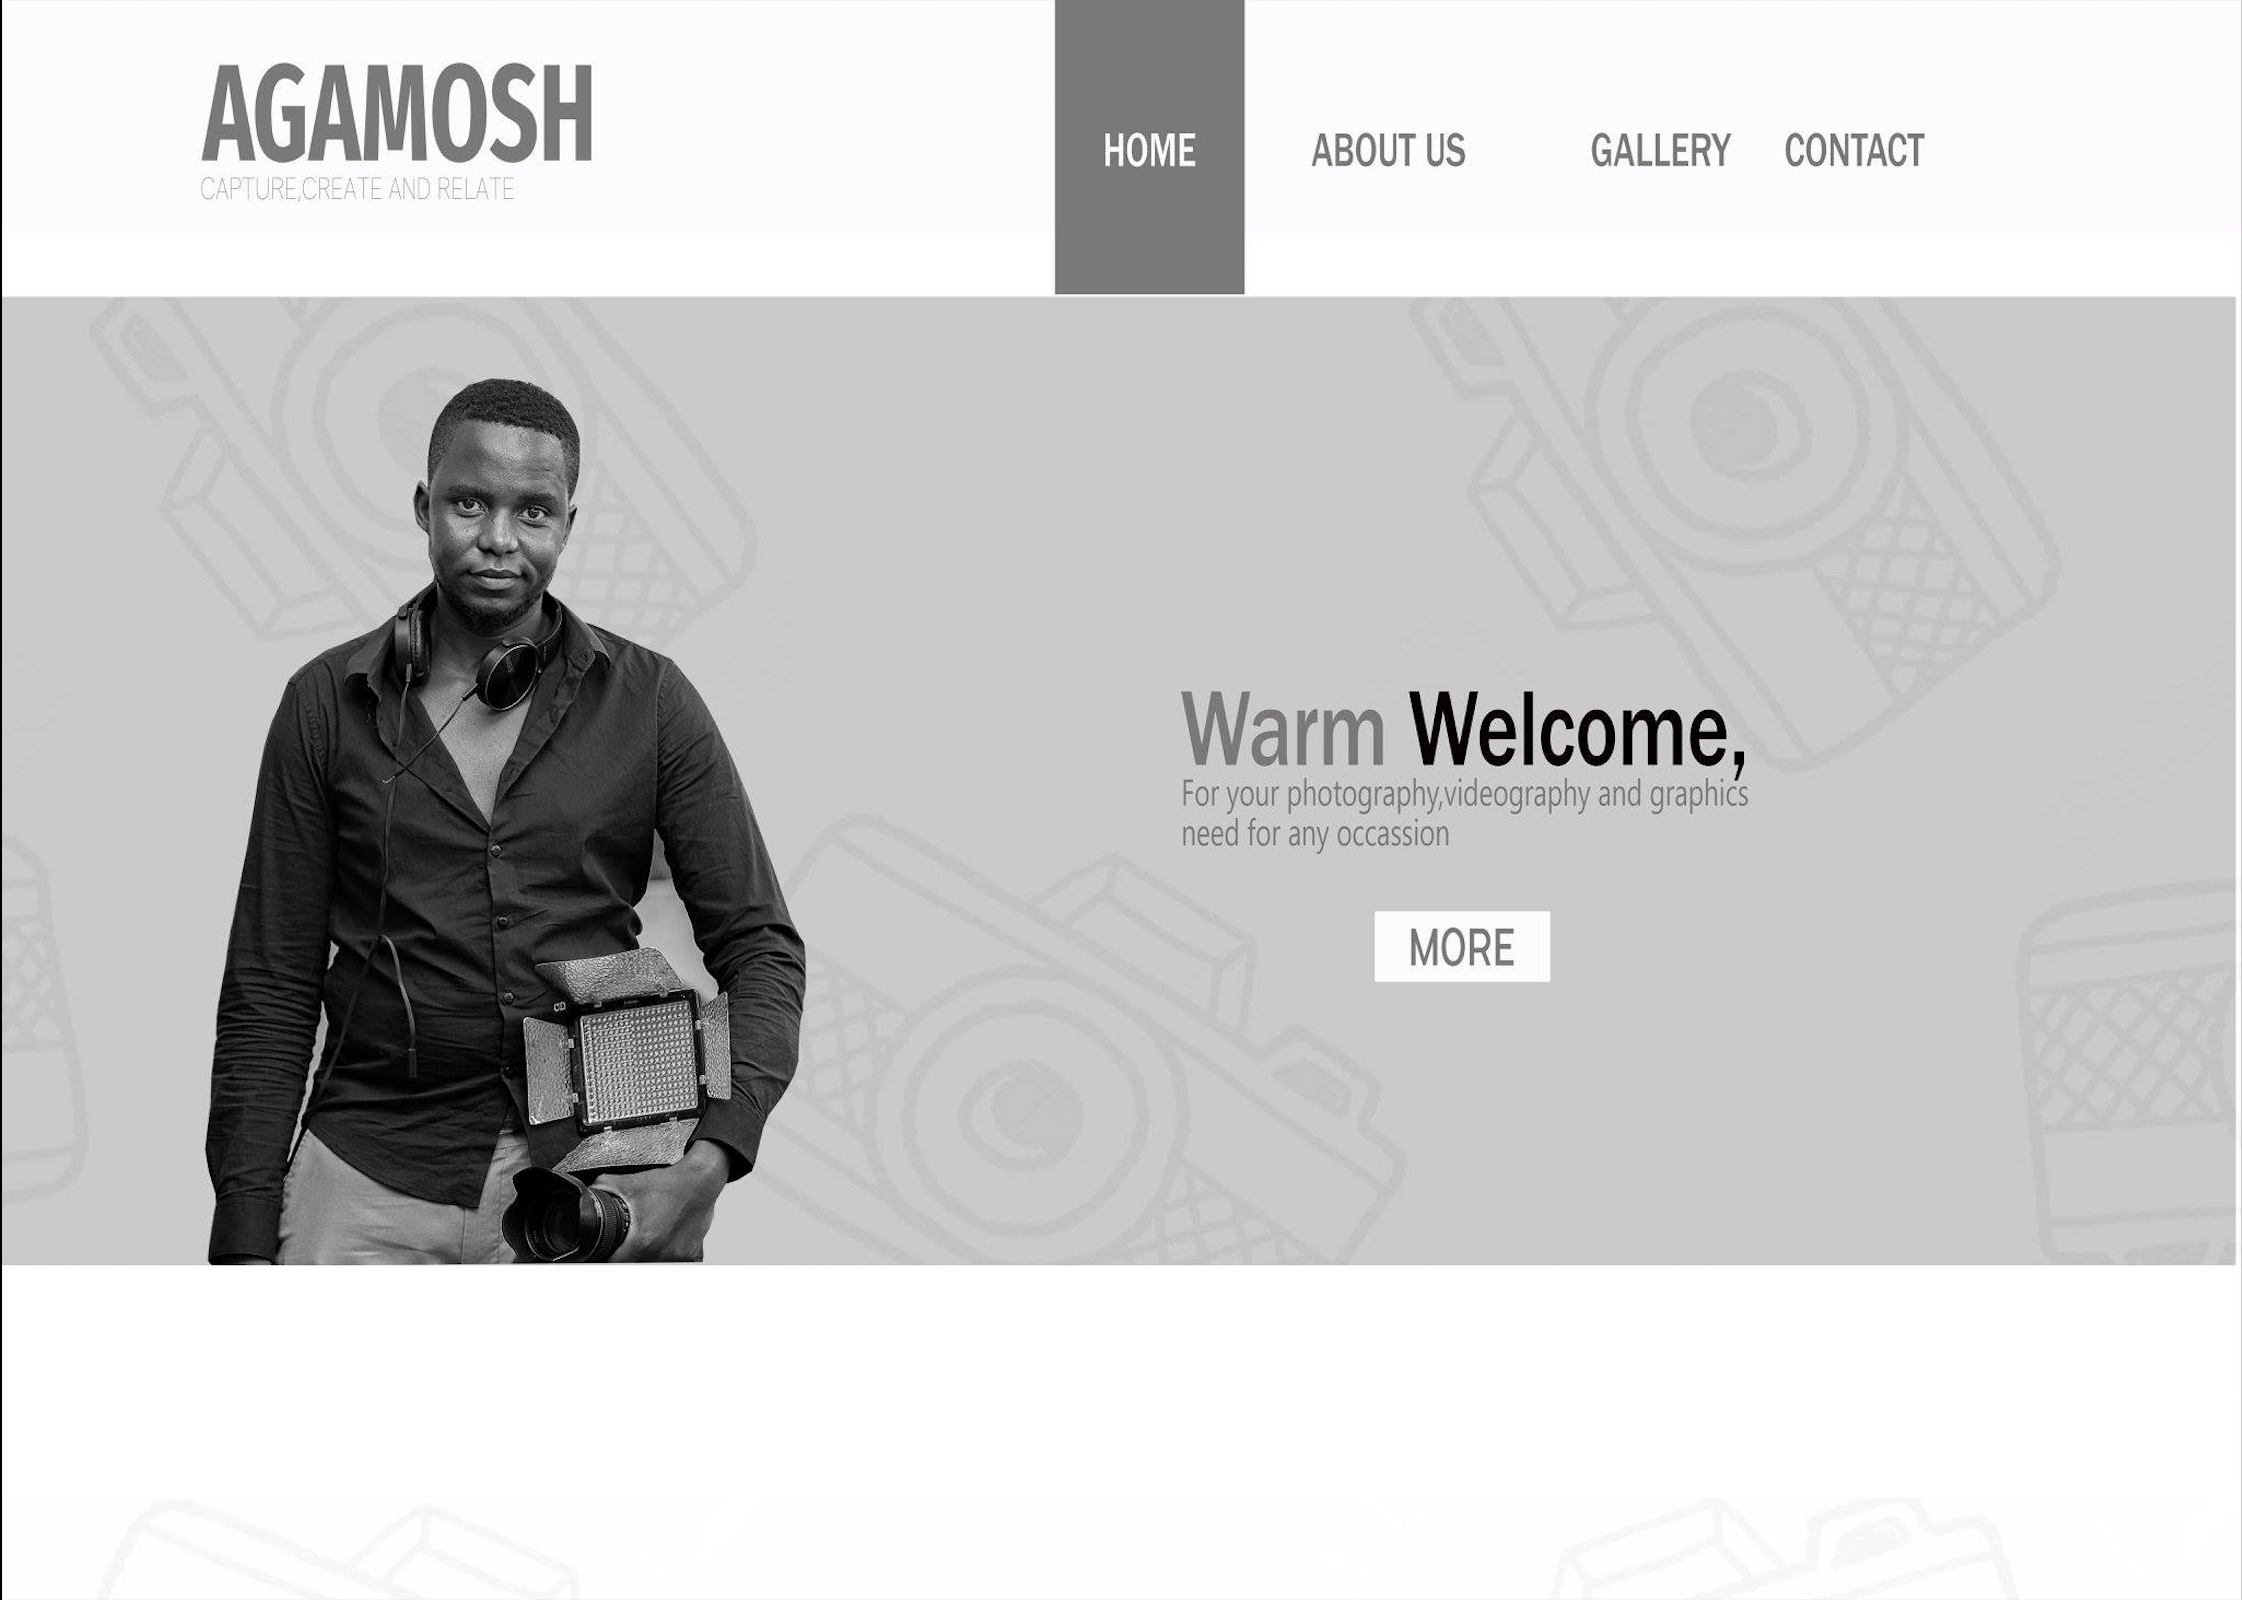 AGAMOSH
CAPTURE,CREATE AND RELATE
HOME
ABOUT US
GALLERY
CONTACT
Warm Welcome,
For your photography,videography and graphics
need for any occassion
MORE